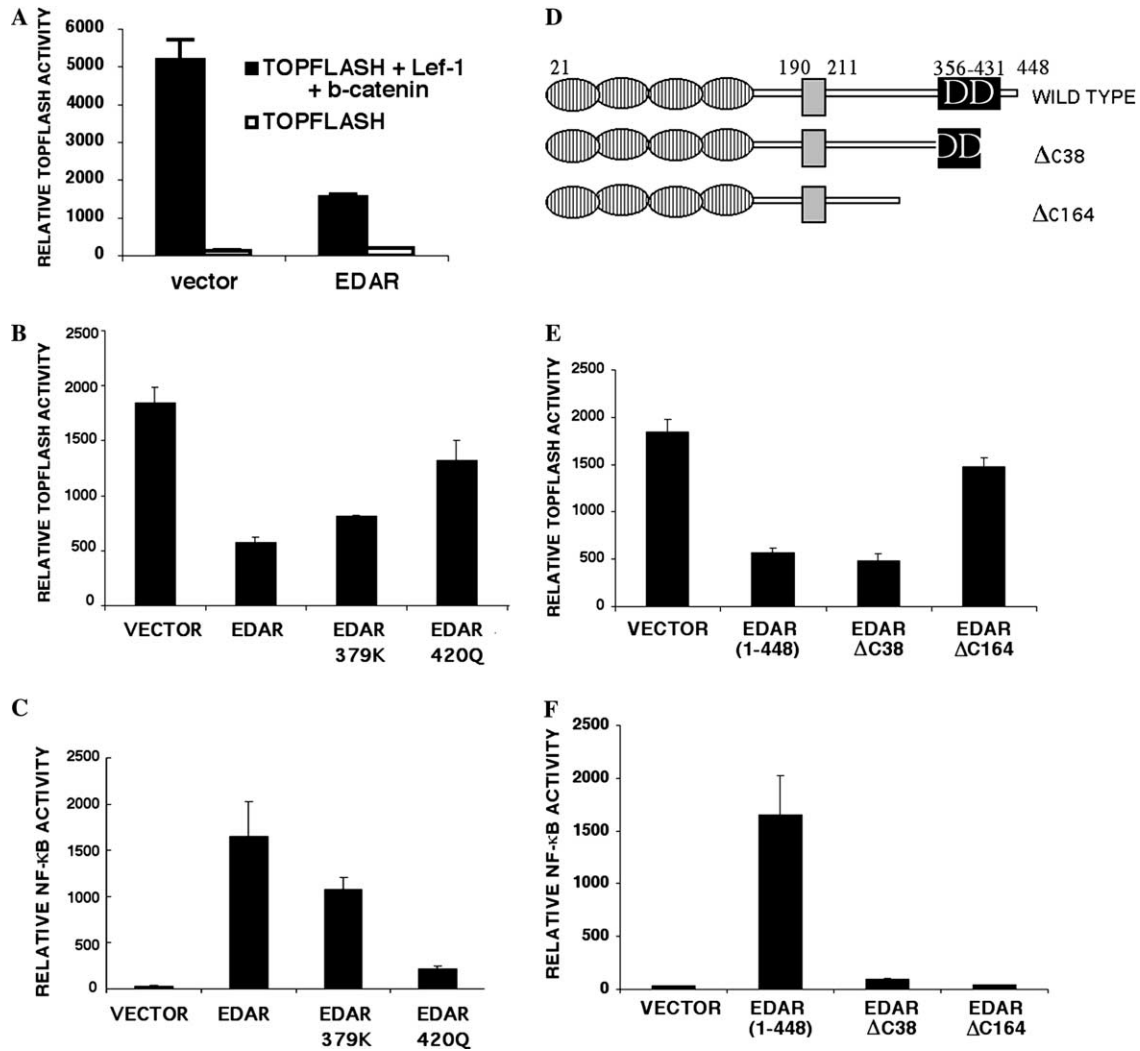 A
RELATIVE TOPFLASH ACTIVITY
6000
5000
4000
3000
2000
1000
0
TOPFLASH + Lef-1
+ b-catenin
TOPFLASH
vector
EDAR
D
21
190
211
356-431
448
DD
WILD TYPE
DD
ΔC38
ΔC164
B
RELATIVE TOPFLASH ACTIVITY
2500
2000
1500
1000
500
0
VECTOR
EDAR
EDAR
379K
EDAR
420Q
E
RELATIVE TOPFLASH ACTIVITY
2500
2000
1500
1000
500
0
VECTOR
EDAR
(1-448)
EDAR
ΔC38
EDAR
ΔC164
C
RELATIVE NF-κB ACTIVITY
2500
2000
1500
1000
500
0
VECTOR
EDAR
EDAR
379K
EDAR
420Q
F
RELATIVE NF-κB ACTIVITY
2500
2000
1500
1000
500
0
VECTOR
EDAR
(1-448)
EDAR
ΔC38
EDAR
ΔC164